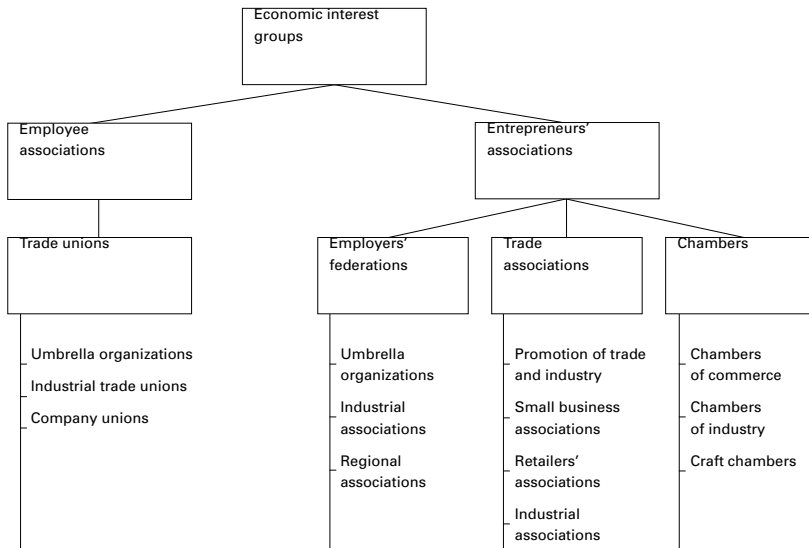 Economic interest
groups
Employee
associations
Entrepreneurs’
associations
Trade unions
Employers’
federations
Trade
associations
Chambers
Umbrella organizations
Industrial trade unions
Company unions
Umbrella
organizations
Industrial
associations
Regional
associations
Promotion of trade
and industry
Small business
associations
Retailers’
associations
Industrial
associations
Chambers
of commerce
Chambers
of industry
Craft chambers